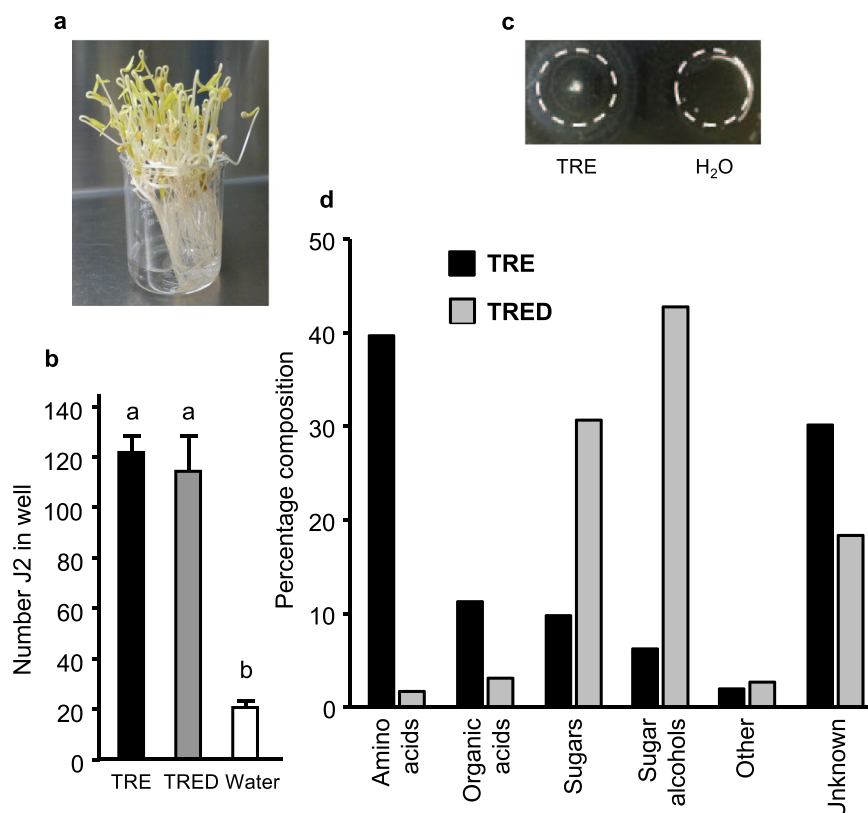 a
c
TRE
H₂O
d
50
40
30
20
10
0
Percentage composition
TRE
TRED
Amino
acids
Organic
acids
Sugars
Sugar
alcohols
Other
Unknown
b
140
120
100
80
60
40
20
0
Number J2 in well
a
a
b
TRE
TRED
Water